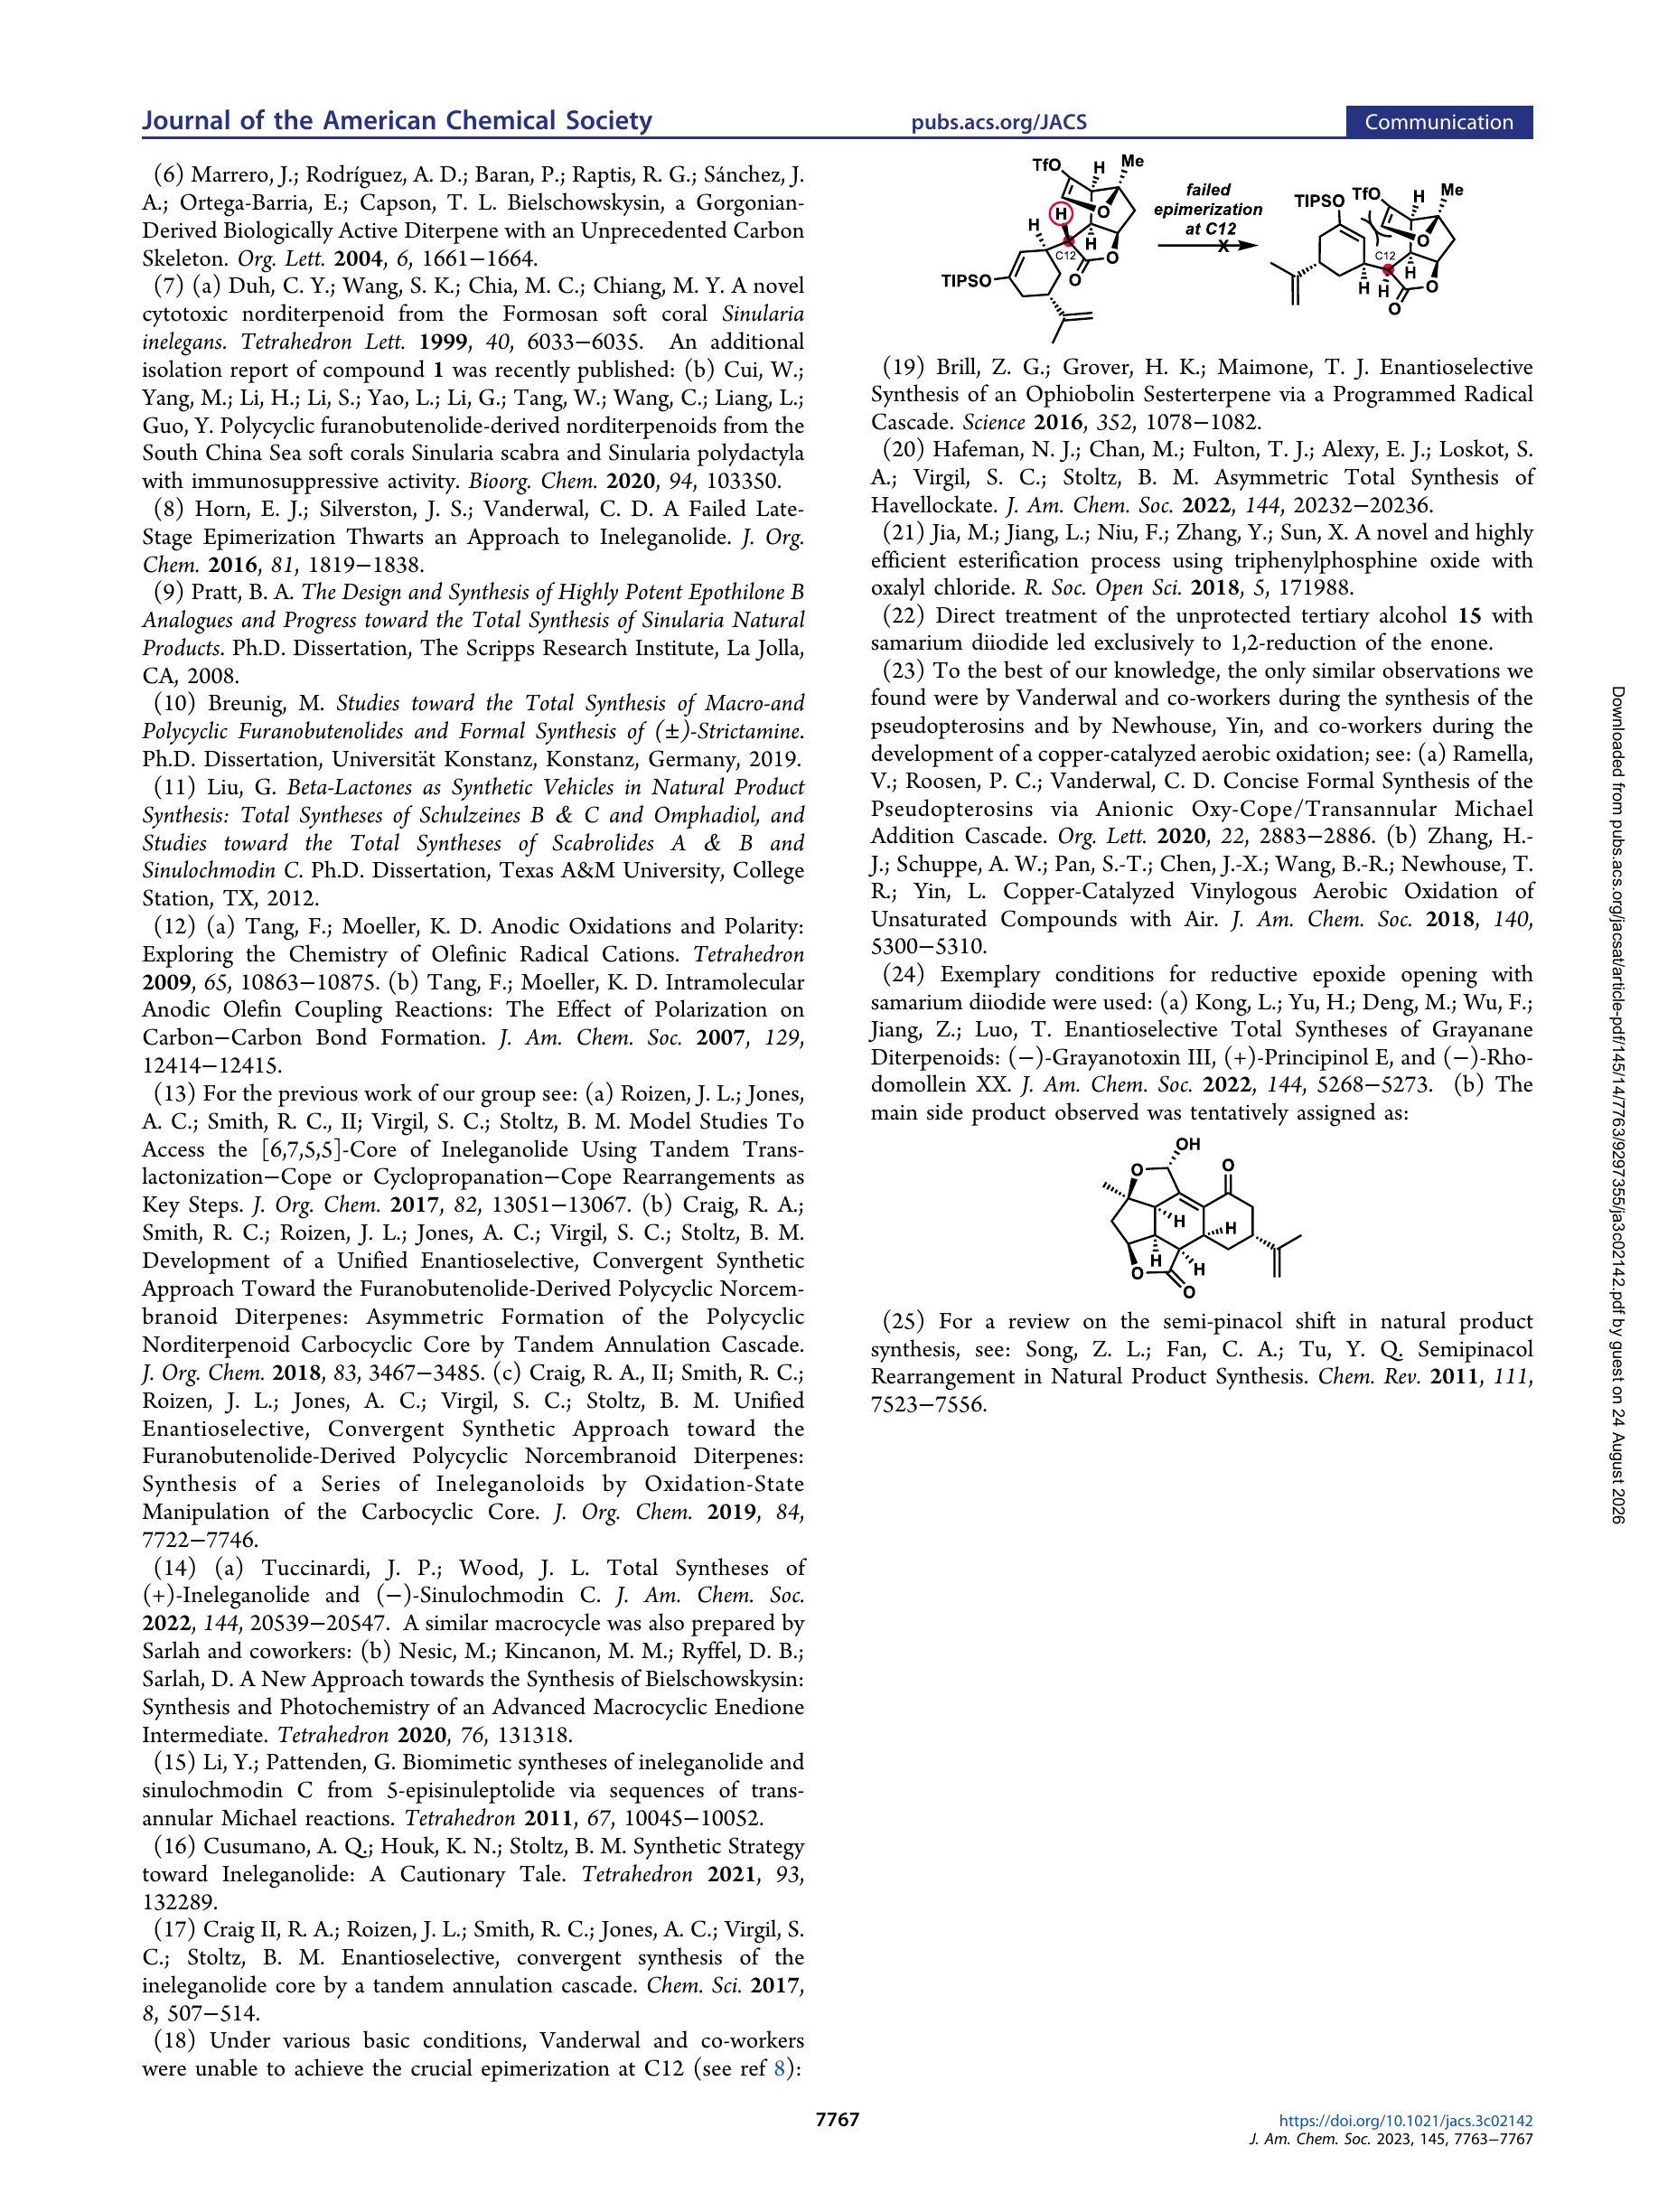 Journal of the American Chemical Society
pubs.acs.org/JACS
Communication
(6) Marrero, J.; Rodríguez, A. D.; Baran, P.; Raptis, R. G.; Sánchez, J.
A.; Ortega-Barria, E.; Capson, T. L. Bielschowskysin, a Gorgonian-
Derived Biologically Active Diterpene with an Unprecedented Carbon
Skeleton. Org. Lett. 2004, 6, 1661−1664.
(7) (a) Duh, C. Y.; Wang, S. K.; Chia, M. C.; Chiang, M. Y. A novel
cytotoxic norditerpenoid from the Formosan soft coral Sinularia
inelegans. Tetrahedron Lett. 1999, 40, 6033−6035. An additional
isolation report of compound 1 was recently published: (b) Cui, W.;
Yang, M.; Li, H.; Li, S.; Yao, L.; Li, G.; Tang, W.; Wang, C.; Liang, L.;
Guo, Y. Polycyclic furanobutenolide-derived norditerpenoids from the
South China Sea soft corals Sinularia scabra and Sinularia polydactyla
with immunosuppressive activity. Bioorg. Chem. 2020, 94, 103350.
(8) Horn, E. J.; Silverston, J. S.; Vanderwal, C. D. A Failed Late-
Stage Epimerization Thwarts an Approach to Ineleganolide. J. Org.
Chem. 2016, 81, 1819−1838.
(9) Pratt, B. A. The Design and Synthesis of Highly Potent Epothilone B
Analogues and Progress toward the Total Synthesis of Sinularia Natural
Products. Ph.D. Dissertation, The Scripps Research Institute, La Jolla,
CA, 2008.
(10) Breunig, M. Studies toward the Total Synthesis of Macro-and
Polycyclic Furanobutenolides and Formal Synthesis of (±)-Strictamine.
Ph.D. Dissertation, Universität Konstanz, Konstanz, Germany, 2019.
(11) Liu, G. Beta-Lactones as Synthetic Vehicles in Natural Product
Synthesis: Total Syntheses of Schulzeines B & C and Omphadiol, and
Studies toward the Total Syntheses of Scabrolides A & B and
Sinulochmodin C. Ph.D. Dissertation, Texas A&M University, College
Station, TX, 2012.
(12) (a) Tang, F.; Moeller, K. D. Anodic Oxidations and Polarity:
Exploring the Chemistry of Olefinic Radical Cations. Tetrahedron
2009, 65, 10863−10875. (b) Tang, F.; Moeller, K. D. Intramolecular
Anodic Olefin Coupling Reactions: The Effect of Polarization on
Carbon−Carbon Bond Formation. J. Am. Chem. Soc. 2007, 129,
12414−12415.
(13) For the previous work of our group see: (a) Roizen, J. L.; Jones,
A. C.; Smith, R. C., II; Virgil, S. C.; Stoltz, B. M. Model Studies To
Access the [6,7,5,5]-Core of Ineleganolide Using Tandem Trans-
lactonization−Cope or Cyclopropanation−Cope Rearrangements as
Key Steps. J. Org. Chem. 2017, 82, 13051−13067. (b) Craig, R. A.;
Smith, R. C.; Roizen, J. L.; Jones, A. C.; Virgil, S. C.; Stoltz, B. M.
Development of a Unified Enantioselective, Convergent Synthetic
Approach Toward the Furanobutenolide-Derived Polycyclic Norcem-
branoid Diterpenes: Asymmetric Formation of the Polycyclic
Norditerpenoid Carbocyclic Core by Tandem Annulation Cascade.
J. Org. Chem. 2018, 83, 3467−3485. (c) Craig, R. A., II; Smith, R. C.;
Roizen, J. L.; Jones, A. C.; Virgil, S. C.; Stoltz, B. M. Unified
Enantioselective, Convergent Synthetic Approach toward the
Furanobutenolide-Derived Polycyclic Norcembranoid Diterpenes:
Synthesis of a Series of Ineleganoloids by Oxidation-State
Manipulation of the Carbocyclic Core. J. Org. Chem. 2019, 84,
7722−7746.
(14) (a) Tuccinardi, J. P.; Wood, J. L. Total Syntheses of
(+)-Ineleganolide and (−)-Sinulochmodin C. J. Am. Chem. Soc.
2022, 144, 20539−20547. A similar macrocycle was also prepared by
Sarlah and coworkers: (b) Nesic, M.; Kincanon, M. M.; Ryffel, D. B.;
Sarlah, D. A New Approach towards the Synthesis of Bielschowskysin:
Synthesis and Photochemistry of an Advanced Macrocyclic Enedione
Intermediate. Tetrahedron 2020, 76, 131318.
(15) Li, Y.; Pattenden, G. Biomimetic syntheses of ineleganolide and
sinulochmodin C from 5-episinuleptolide via sequences of trans-
annular Michael reactions. Tetrahedron 2011, 67, 10045−10052.
(16) Cusumano, A. Q.; Houk, K. N.; Stoltz, B. M. Synthetic Strategy
toward Ineleganolide: A Cautionary Tale. Tetrahedron 2021, 93,
132289.
(17) Craig II, R. A.; Roizen, J. L.; Smith, R. C.; Jones, A. C.; Virgil, S.
C.; Stoltz, B. M. Enantioselective, convergent synthesis of the
ineleganolide core by a tandem annulation cascade. Chem. Sci. 2017,
8, 507−514.
(18) Under various basic conditions, Vanderwal and co-workers
were unable to achieve the crucial epimerization at C12 (see ref 8):
TfO H Me
H O
H
H
C12
O
O
TIPSO
failed
epimerization
at C12
X
TIPSO TfO H Me
O
C12
H
H H
O
O
(19) Brill, Z. G.; Grover, H. K.; Maimone, T. J. Enantioselective
Synthesis of an Ophiobolin Sesterterpene via a Programmed Radical
Cascade. Science 2016, 352, 1078−1082.
(20) Hafeman, N. J.; Chan, M.; Fulton, T. J.; Alexy, E. J.; Loskot, S.
A.; Virgil, S. C.; Stoltz, B. M. Asymmetric Total Synthesis of
Havellockate. J. Am. Chem. Soc. 2022, 144, 20232−20236.
(21) Jia, M.; Jiang, L.; Niu, F.; Zhang, Y.; Sun, X. A novel and highly
efficient esterification process using triphenylphosphine oxide with
oxalyl chloride. R. Soc. Open Sci. 2018, 5, 171988.
(22) Direct treatment of the unprotected tertiary alcohol 15 with
samarium diiodide led exclusively to 1,2-reduction of the enone.
(23) To the best of our knowledge, the only similar observations we
found were by Vanderwal and co-workers during the synthesis of the
pseudopterosins and by Newhouse, Yin, and co-workers during the
development of a copper-catalyzed aerobic oxidation; see: (a) Ramella,
V.; Roosen, P. C.; Vanderwal, C. D. Concise Formal Synthesis of the
Pseudopterosins via Anionic Oxy-Cope/Transannular Michael
Addition Cascade. Org. Lett. 2020, 22, 2883−2886. (b) Zhang, H.-
J.; Schuppe, A. W.; Pan, S.-T.; Chen, J.-X.; Wang, B.-R.; Newhouse, T.
R.; Yin, L. Copper-Catalyzed Vinylogous Aerobic Oxidation of
Unsaturated Compounds with Air. J. Am. Chem. Soc. 2018, 140,
5300−5310.
(24) Exemplary conditions for reductive epoxide opening with
samarium diiodide were used: (a) Kong, L.; Yu, H.; Deng, M.; Wu, F.;
Jiang, Z.; Luo, T. Enantioselective Total Syntheses of Grayanane
Diterpenoids: (−)-Grayanotoxin III, (+)-Principinol E, and (−)-Rho-
domollein XX. J. Am. Chem. Soc. 2022, 144, 5268−5273. (b) The
main side product observed was tentatively assigned as:
OH
O O
H H
H H
O
O
(25) For a review on the semi-pinacol shift in natural product
synthesis, see: Song, Z. L.; Fan, C. A.; Tu, Y. Q. Semipinacol
Rearrangement in Natural Product Synthesis. Chem. Rev. 2011, 111,
7523−7556.
Downloaded from pubs.acs.org/jacsat/article-pdf/145/14/7763/9297355/ja3c02142.pdf by guest on 24 August 2026
7767
https://doi.org/10.1021/jacs.3c02142
J. Am. Chem. Soc. 2023, 145, 7763−7767